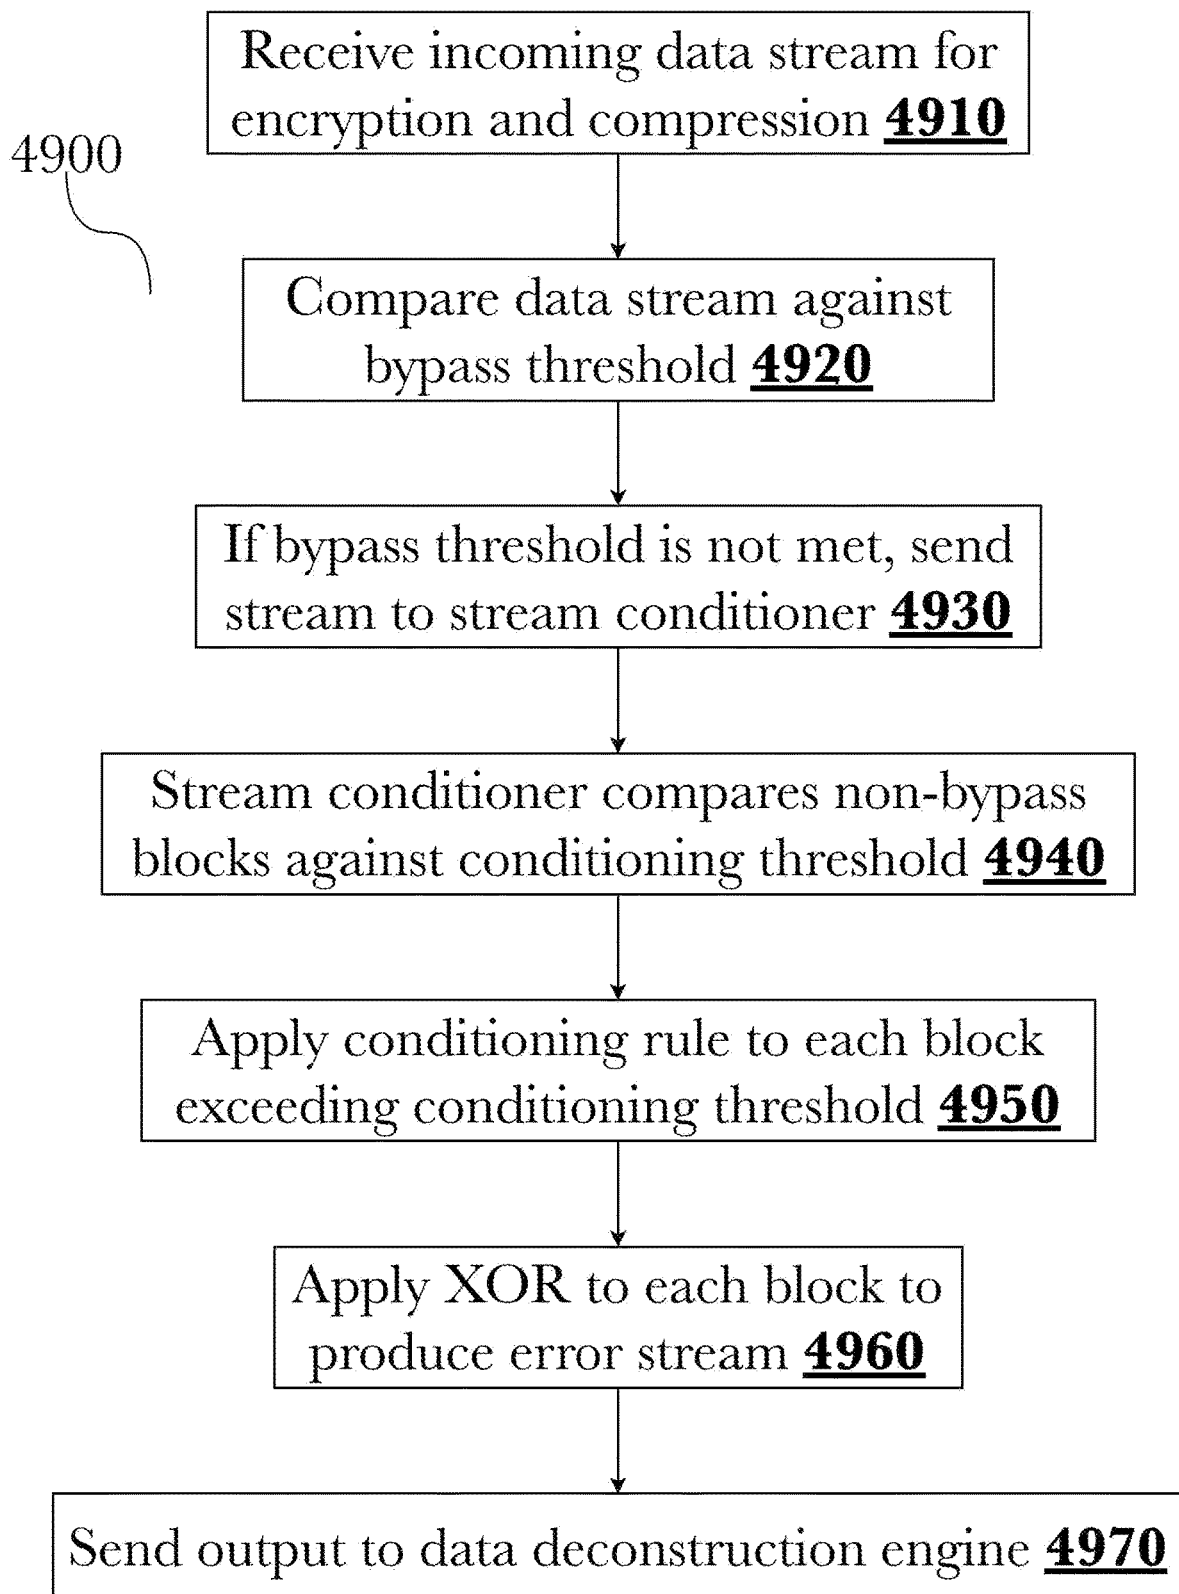 Receive incoming data stream for
encryption and compression 4910
4900
Compare data stream against
bypass threshold 4920
If bypass threshold is not met, send
stream to stream conditioner 4930
Stream conditioner compares non-bypass
blocks against conditioning threshold 4940
Apply conditioning rule to each block
exceeding conditioning threshold 4950
Apply XOR to each block to
produce error stream 4960
Send output to data deconstruction engine 4970